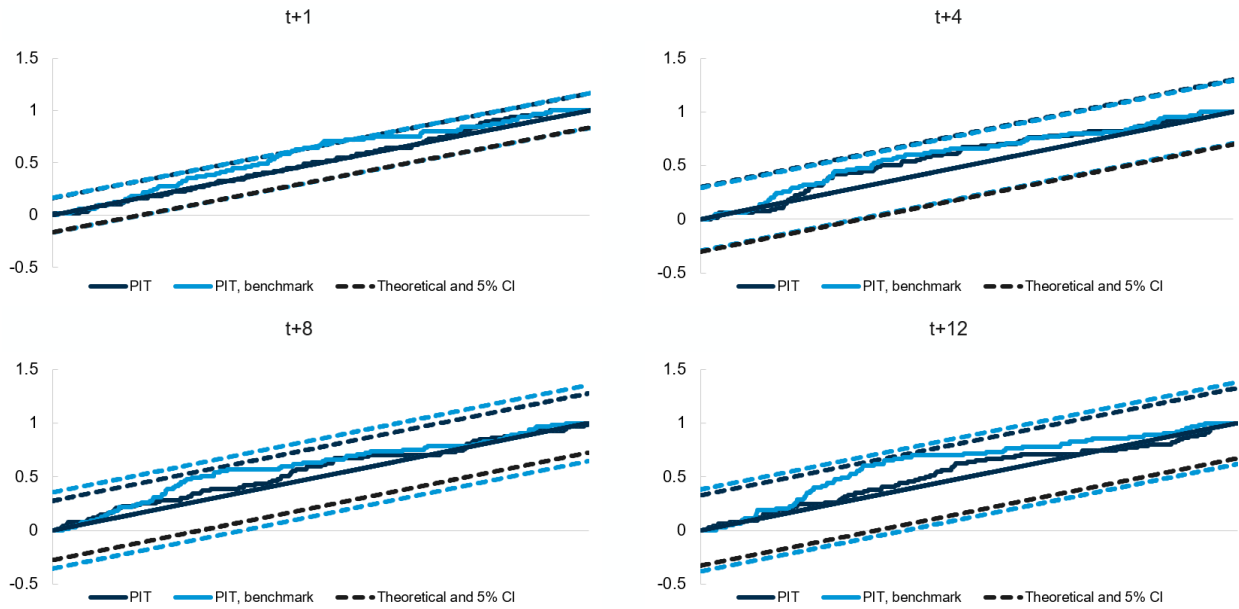 t+1
1.5
1
0.5
0
-0.5
PIT PIT, benchmark Theoretical and 5% CI
t+4
1.5
1
0.5
0
-0.5
PIT PIT, benchmark Theoretical and 5% CI
t+8
1.5
1
0.5
0
-0.5
PIT PIT, benchmark Theoretical and 5% CI
t+12
1.5
1
0.5
0
-0.5
PIT PIT, benchmark Theoretical and 5% CI